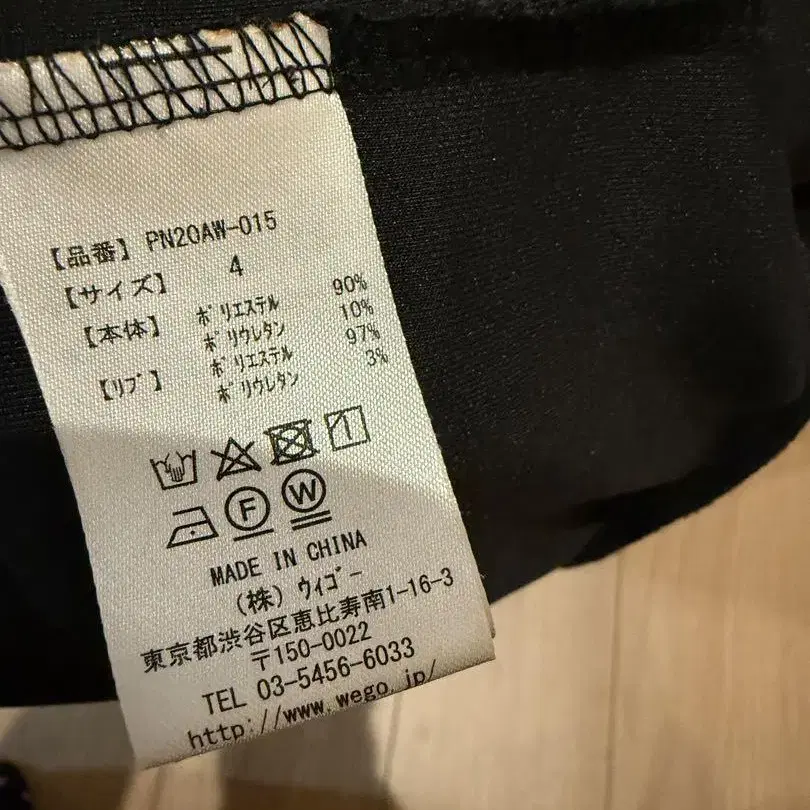 【品番】 PN20AW-015
【サイズ】 4
【本体】 ポリエステル 90%
ポリウレタン 10%
【リブ】 ポリエステル 97%
ポリウレタン 3%
F W
MADE IN CHINA
(株) ウィゴー
東京都渋谷区恵比寿南1-16-3
〒150-0022
TEL 03-5456-6033
http://www.wego.jp/